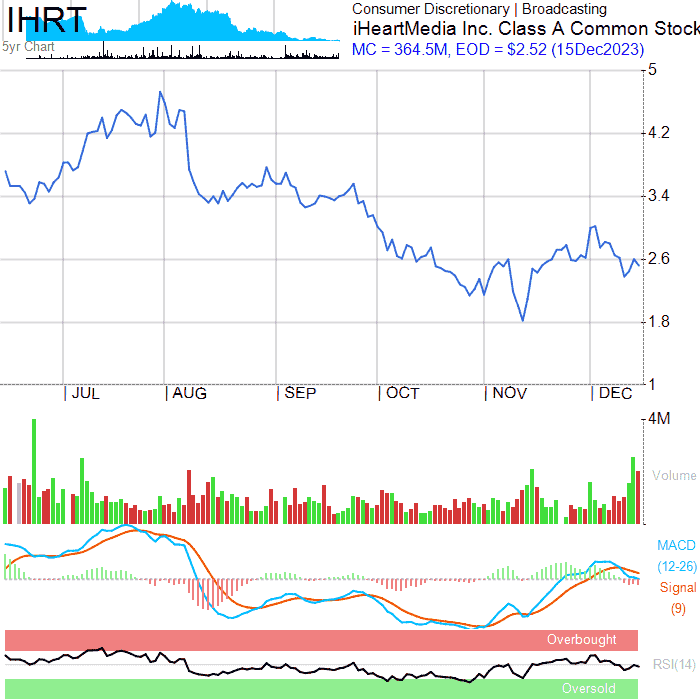 IHRT
5yr Chart
Consumer Discretionary | Broadcasting
iHeartMedia Inc. Class A Common Stock
MC = 364.5M, EOD = $2.52 (15Dec2023)
5
4.2
3.4
2.6
1.8
1
JUL
AUG
SEP
OCT
NOV
DEC
4M
Volume
MACD
(12-26)
Signal
(9)
Overbought
RSI(14)
Oversold